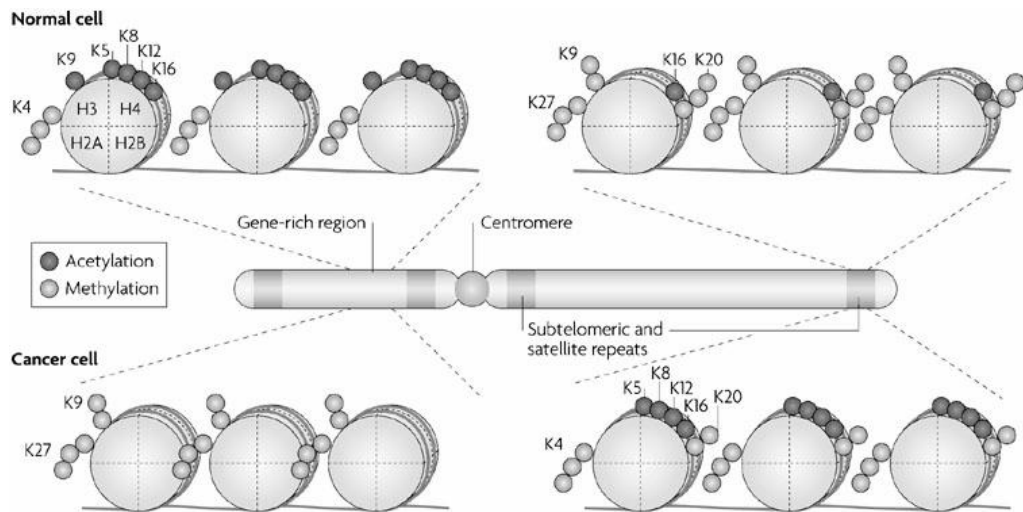 Normal cell
K8
K5
K12
K9
K16
K4
H3
H4
H2A
H2B
K9
K16
K20
K27
Gene-rich region
Centromere
Acetylation
Methylation
Subtelomeric and
satellite repeats
Cancer cell
K9
K27
K8
K5
K12
K16
K20
K4